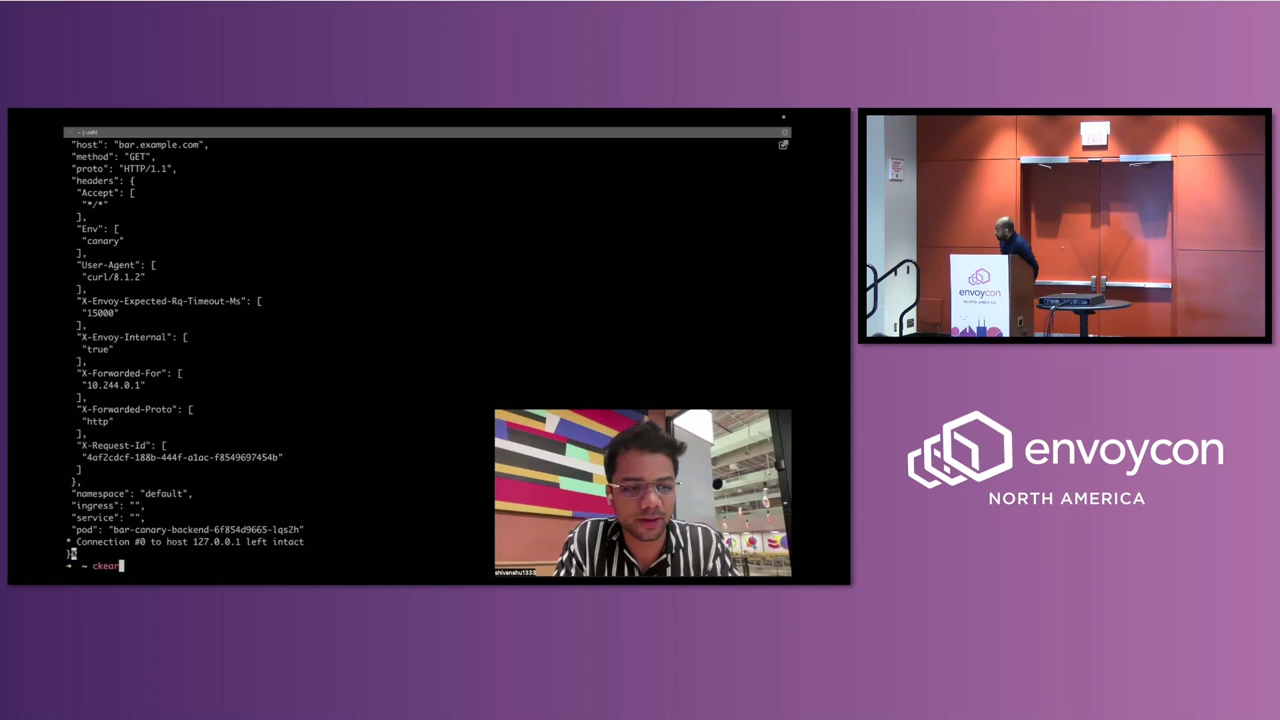 ~ (-zsh)
"host": "bar.example.com",
"method": "GET",
"proto": "HTTP/1.1",
"headers": {
"Accept": [
"*/*"
],
"Env": [
"canary"
],
"User-Agent": [
"curl/8.1.2"
],
"X-Envoy-Expected-Rq-Timeout-Ms": [
"15000"
],
"X-Envoy-Internal": [
"true"
],
"X-Forwarded-For": [
"10.244.0.1"
],
"X-Forwarded-Proto": [
"http"
],
"X-Request-Id": [
"4af2cdcf-188b-444f-a1ac-f8549697454b"
]
},
"namespace": "default",
"ingress": "",
"service": "",
"pod": "bar-canary-backend-6f854d9665-lqs2h"
* Connection #0 to host 127.0.0.1 left intact
}%
➜ ~ ckear
shivanshu1333
envoycon
NORTH AMERICA
envoycon
NORTH AMERICA